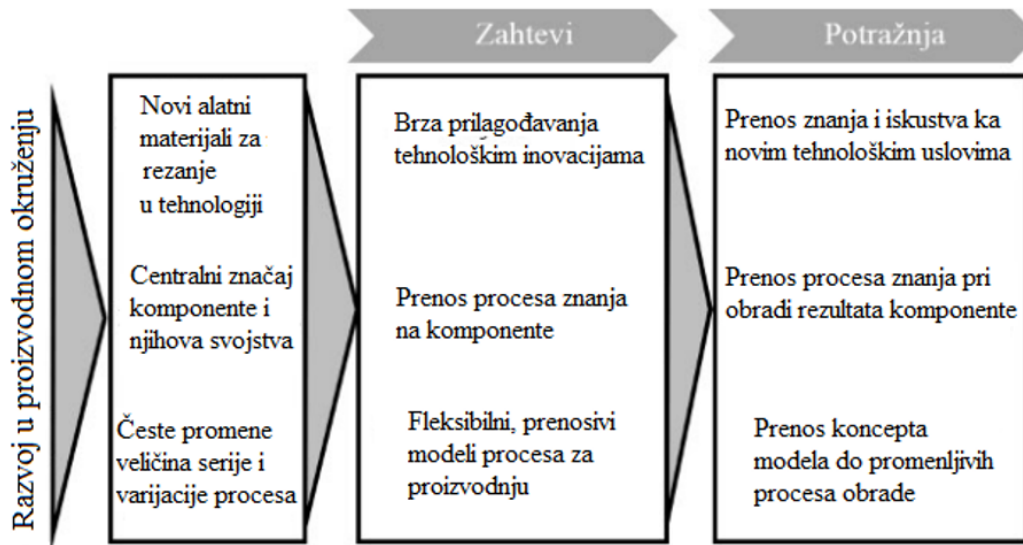 Zahtevi
Potražnja
Razvoj u proizvodnom okruženju
Novi alatni
materijali za
rezanje
u tehnologiji
Centralni značaj
komponente i
njihova svojstva
Česte promene
veličina serije i
varijacije procesa
Brza prilagođavanja
tehnološkim inovacijama
Prenos procesa znanja
na komponente
Fleksibilni, prenosivi
modeli procesa za
proizvodnju
Prenos znanja i iskustva ka
novim tehnološkim uslovima
Prenos procesa znanja pri
obradi rezultata komponente
Prenos koncepta
modela do promenljivih
procesa obrade